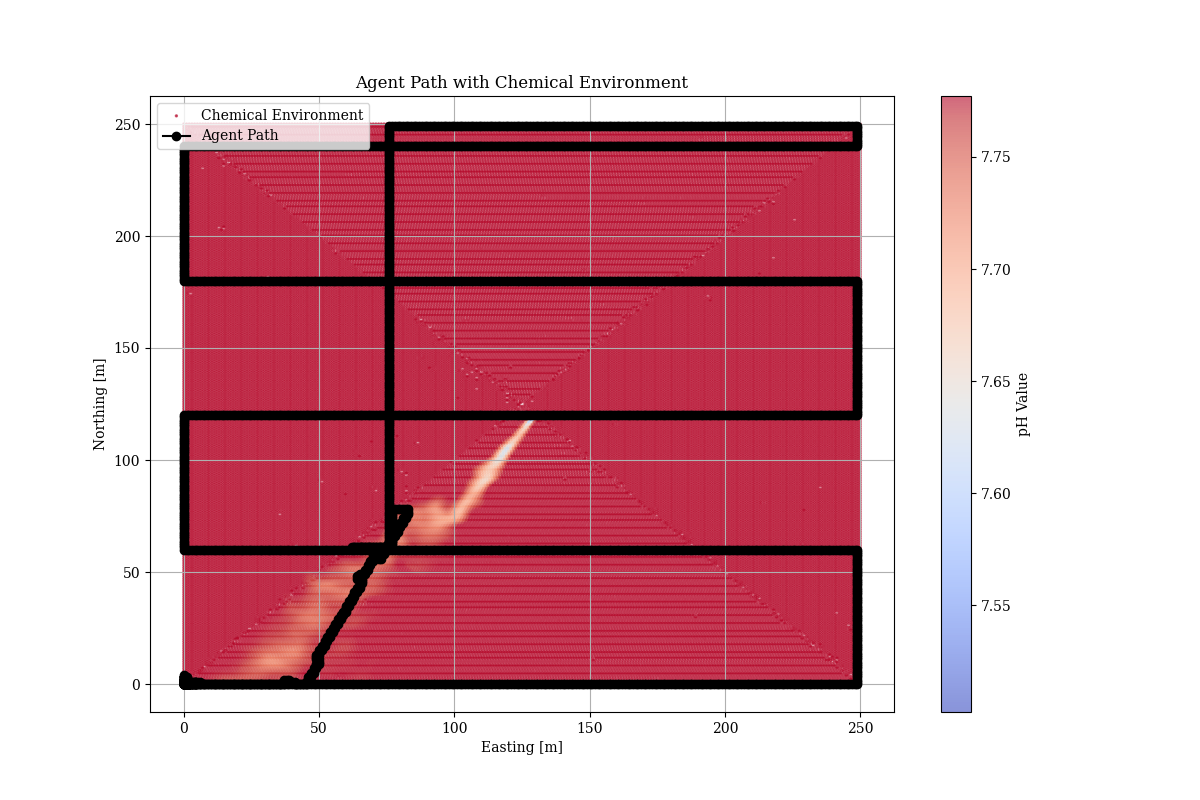 Agent Path with Chemical Environment
Chemical Environment
Agent Path
250
200
150
100
50
0
Northing [m]
0 50 100 150 200 250
Easting [m]
7.75
7.70
7.65
7.60
7.55
pH Value